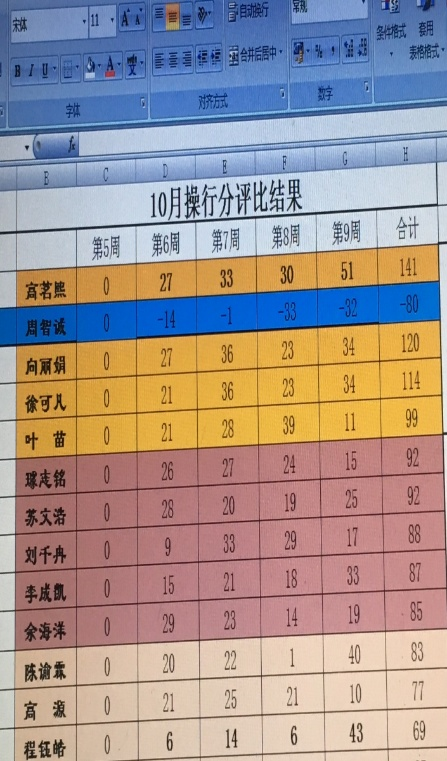 宋体 11 A A 自动换行 常规
B I U A 合并后居中 % , 条件格式 套用
表格格式
字体 对齐方式 数字
fx
B C D E F G H
10月操行分评比结果
第5周 第6周 第7周 第8周 第9周 合计
高茗熊 0 27 33 30 51 141
周智诚 0 -14 -1 -33 -32 -80
向丽娟 0 27 36 23 34 120
徐可凡 0 21 36 23 34 114
叶苗 0 21 28 39 11 99
志铭 0 26 27 24 15 92
苏文浩 0 28 20 19 25 92
刘千冉 0 9 33 29 17 88
李成凯 0 15 21 18 33 87
余海洋 0 29 23 14 19 85
陈谕霖 0 20 22 1 40 83
高源 0 21 25 21 10 77
程钰皓 0 6 14 6 43 69